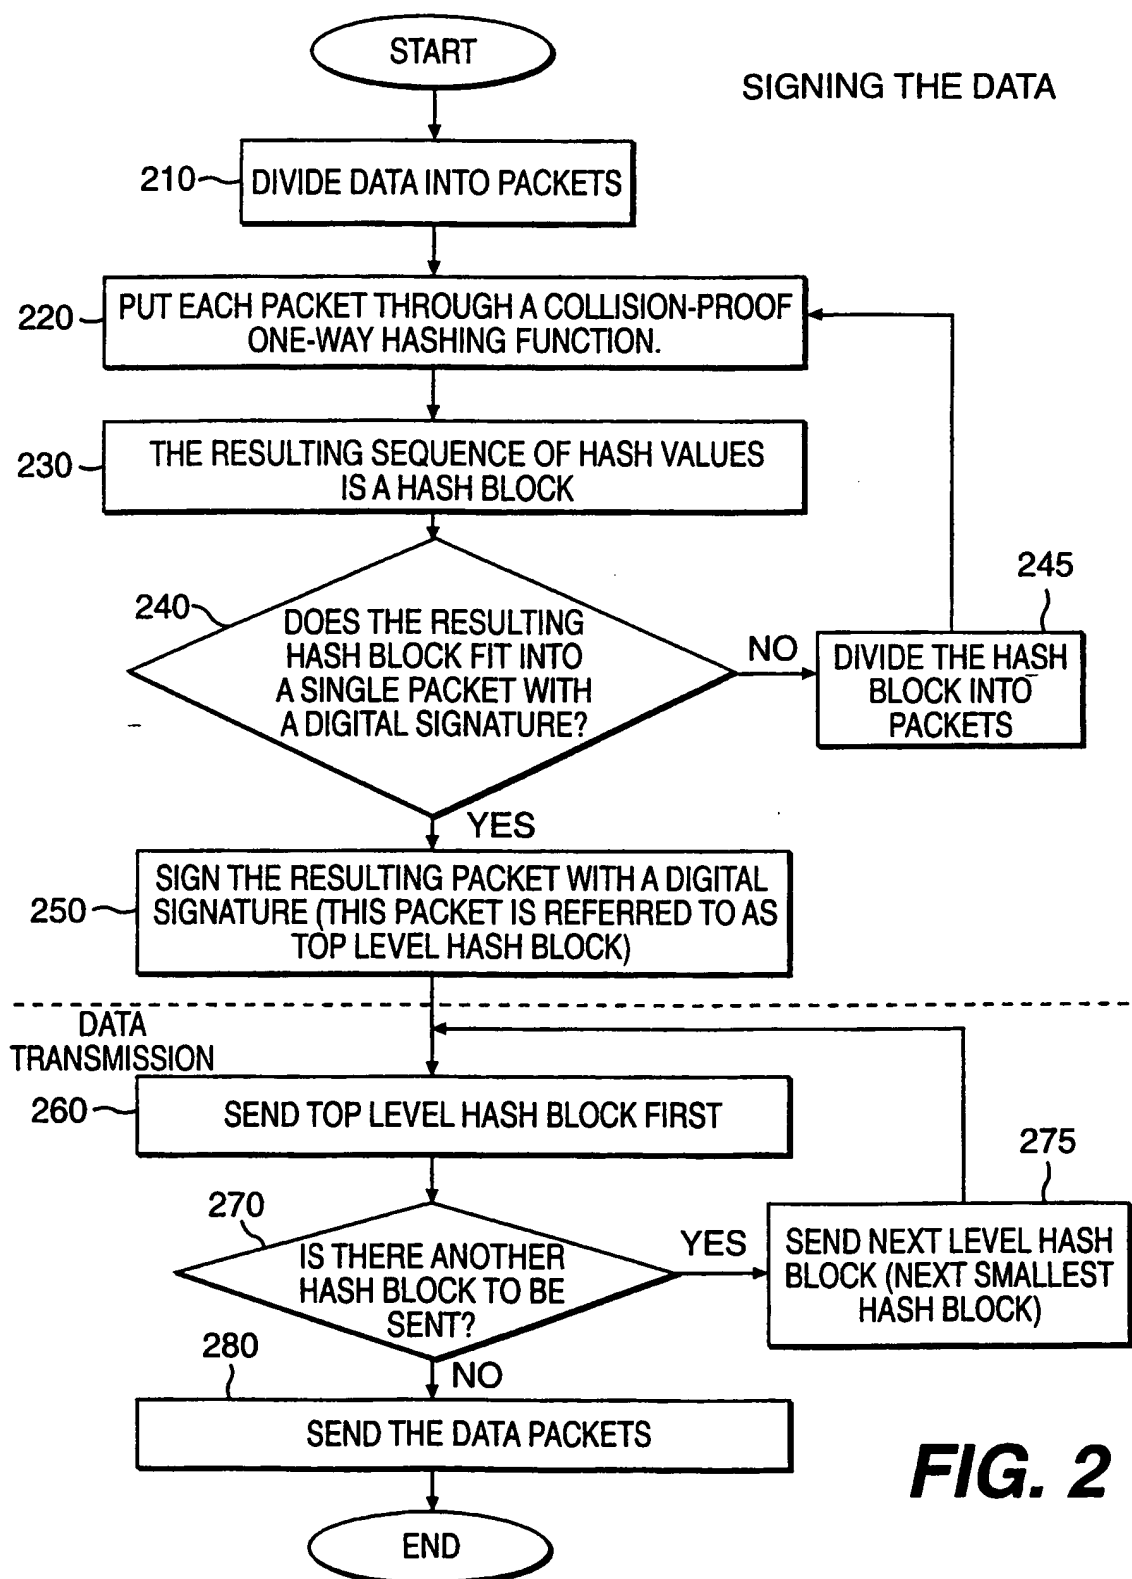 START
SIGNING THE DATA
210
DIVIDE DATA INTO PACKETS
220
PUT EACH PACKET THROUGH A COLLISION-PROOF
ONE-WAY HASHING FUNCTION.
230
THE RESULTING SEQUENCE OF HASH VALUES
IS A HASH BLOCK
240
DOES THE RESULTING
HASH BLOCK FIT INTO
A SINGLE PACKET WITH
A DIGITAL SIGNATURE?
NO
245
DIVIDE THE HASH
BLOCK INTO
PACKETS
YES
250
SIGN THE RESULTING PACKET WITH A DIGITAL
SIGNATURE (THIS PACKET IS REFERRED TO AS
TOP LEVEL HASH BLOCK)
DATA
TRANSMISSION
260
SEND TOP LEVEL HASH BLOCK FIRST
270
IS THERE ANOTHER
HASH BLOCK TO BE
SENT?
YES
275
SEND NEXT LEVEL HASH
BLOCK (NEXT SMALLEST
HASH BLOCK)
NO
280
SEND THE DATA PACKETS
END
FIG. 2